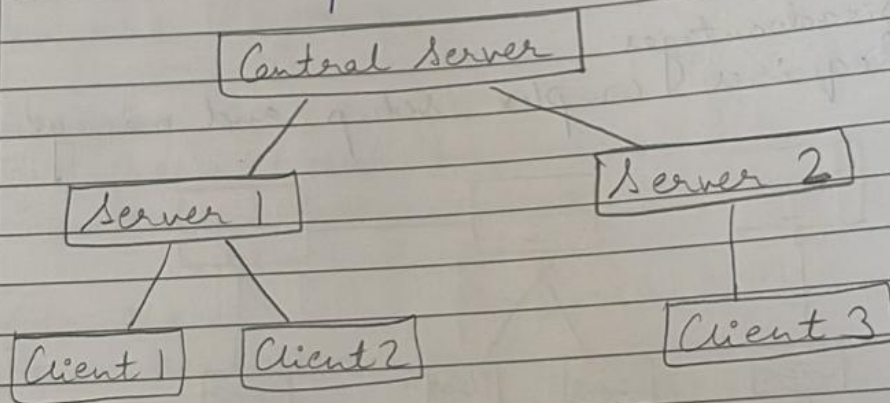 Central Server
Server 1
Server 2
Client 1
Client 2
Client 3